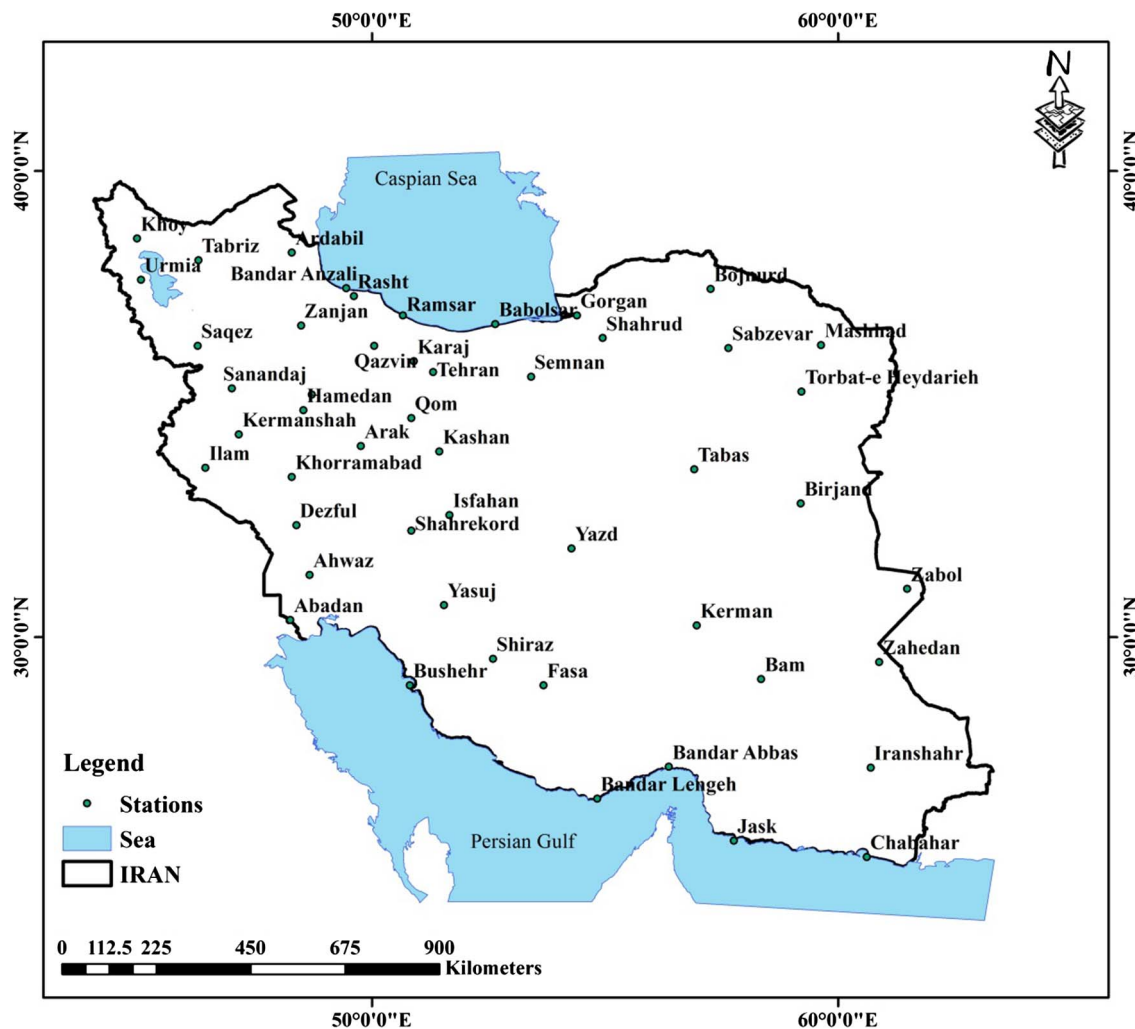 50°0'0"E 60°0'0"E
N
40°0'0"N 40°0'0"N
Caspian Sea
Khoy
Tabriz
Ardabil
Urmia
Bandar Anzali
Rasht
Bojnurd
Zanjan
Ramsar
Babolsar
Gorgan
Shahrud
Saqez
Qazvin
Karaj
Tehran
Semnan
Sabzevar
Mashhad
Sanandaj
Hamedan
Torbat-e Heydarieh
Kermanshah
Qom
Arak
Kashan
Ilam
Khorramabad
Tabas
Birjand
Dezful
Isfahan
Shahrekord
Yazd
Ahwaz
Zabol
Abadan
Yasuj
Kerman
30°0'0"N 30°0'0"N
Shiraz
Zahedan
Bushehr
Fasa
Bam
Bandar Abbas
Iranshahr
Bandar Lengeh
Jask
Chabahar
Persian Gulf
Legend
Stations
Sea
IRAN
0 112.5 225 450 675 900
Kilometers
50°0'0"E 60°0'0"E